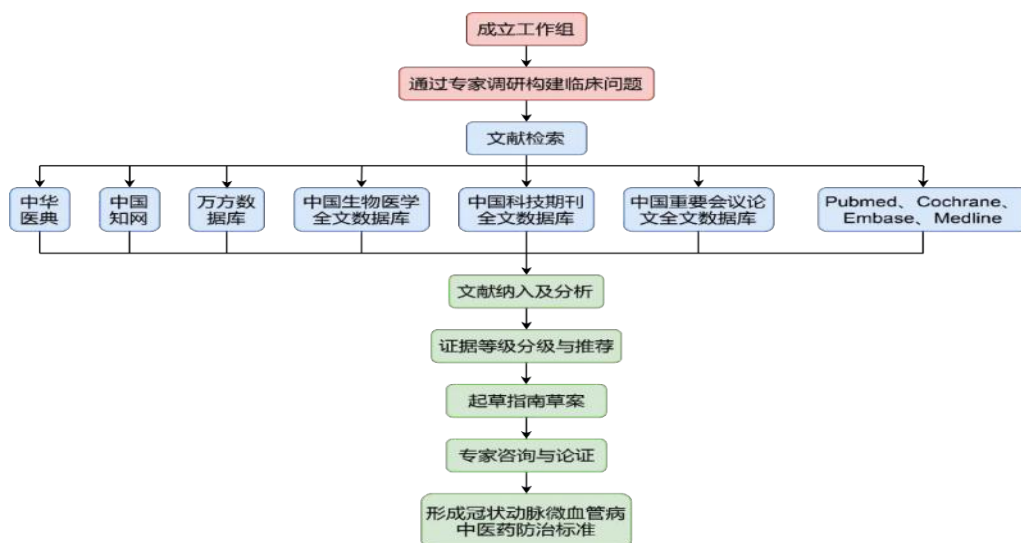 成立工作组
通过专家调研构建临床问题
文献检索
中华
医典
中国
知网
万方数
据库
中国生物医学
全文数据库
中国科技期刊
全文数据库
中国重要会议论
文全文数据库
Pubmed、Cochrane、
Embase、Medline
文献纳入及分析
证据等级分级与推荐
起草指南草案
专家咨询与论证
形成冠状动脉微血管病
中医药防治标准